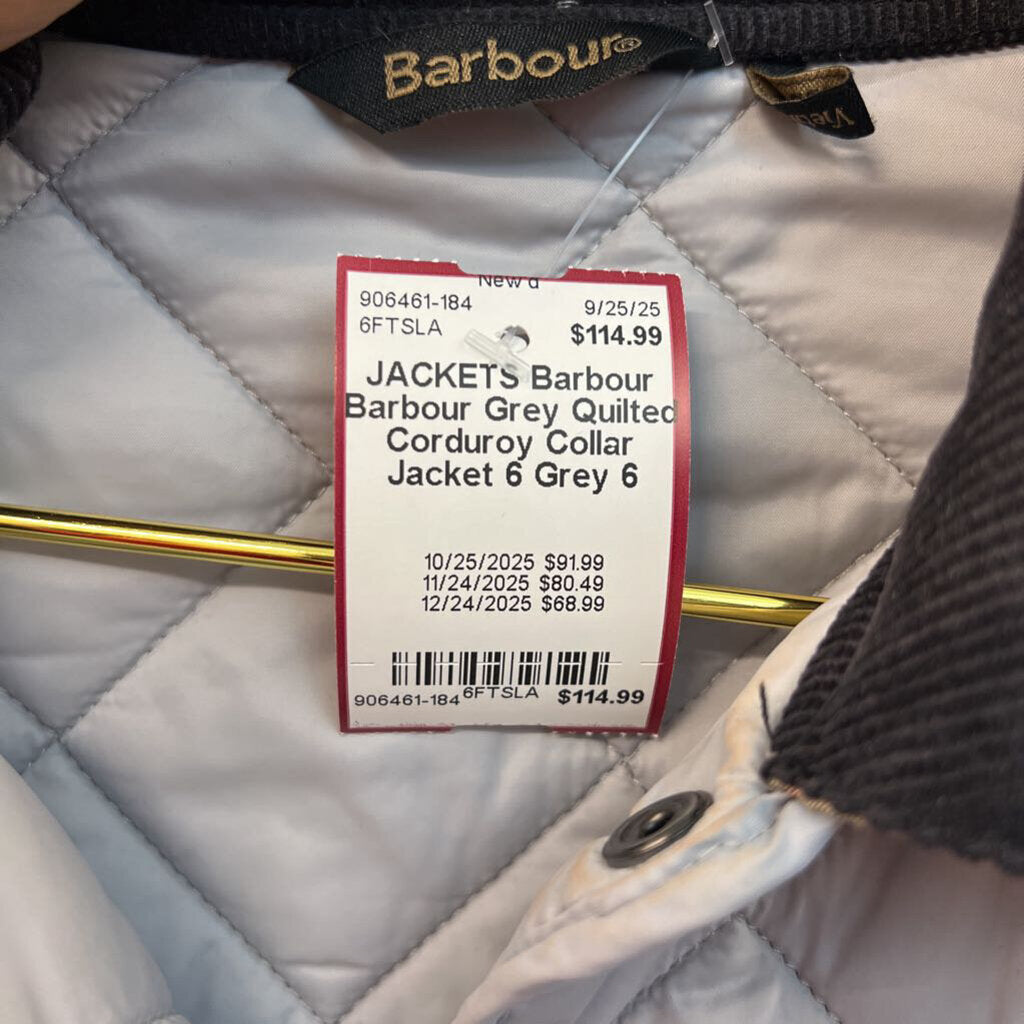 Barbour®
New a
906461-184
9/25/25
6FTSLA
$114.99
JACKETS Barbour
Barbour Grey Quilted
Corduroy Collar
Jacket 6 Grey 6
10/25/2025 $91.99
11/24/2025 $80.49
12/24/2025 $68.99
906461-184 6FTSLA $114.99